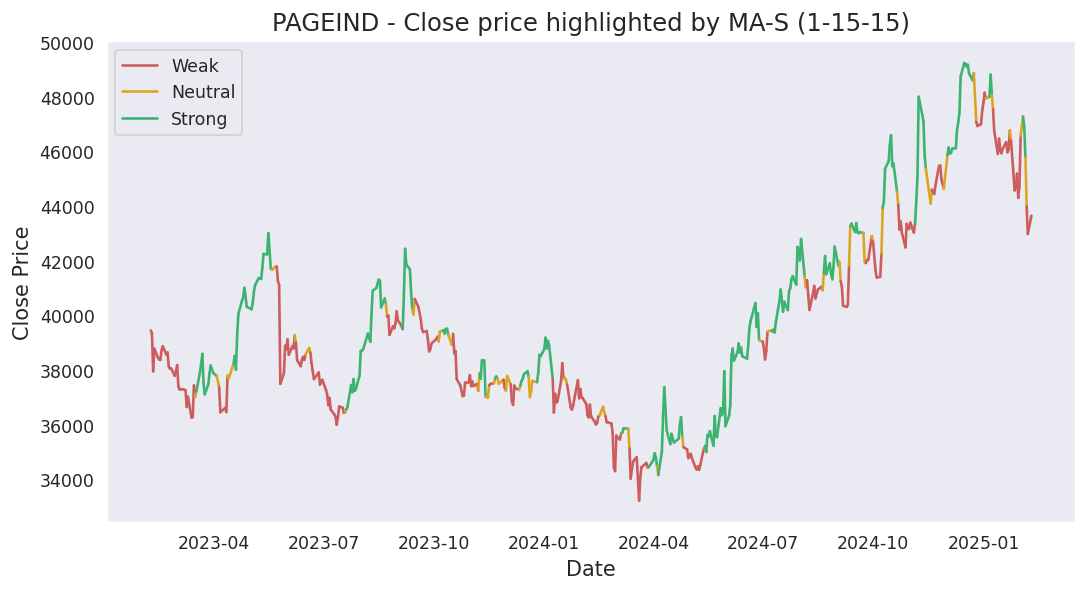 PAGEIND - Close price highlighted by MA-S (1-15-15)
Weak
Neutral
Strong
Close Price
50000
48000
46000
44000
42000
40000
38000
36000
34000
2023-04 2023-07 2023-10 2024-01 2024-04 2024-07 2024-10 2025-01
Date